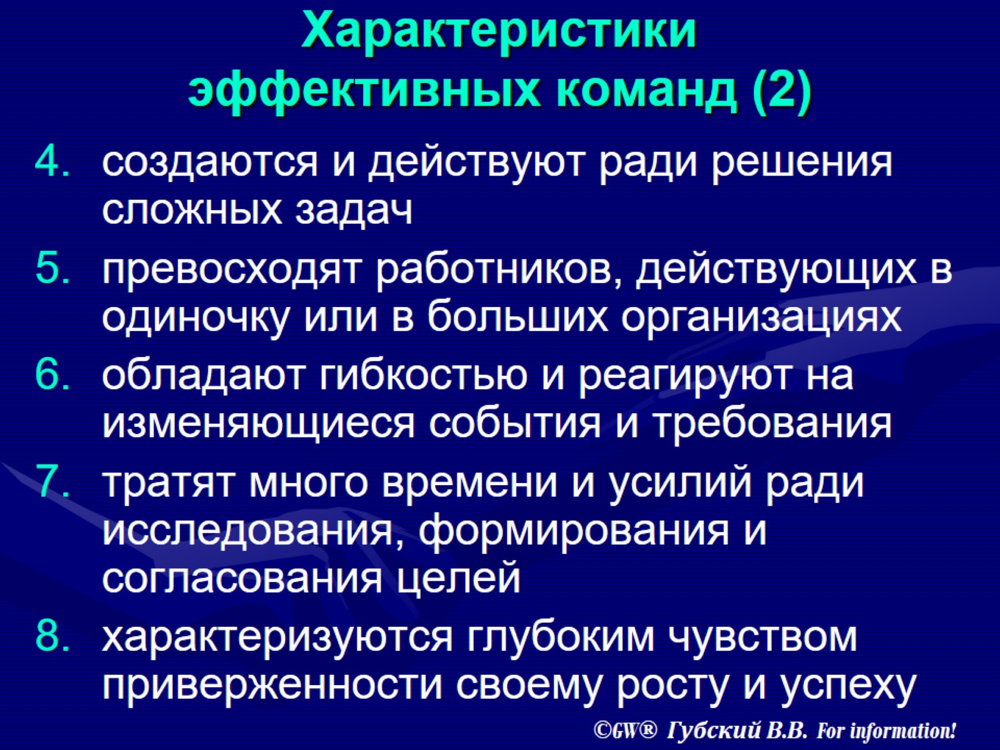 Характеристики
эффективных команд (2)
4. создаются и действуют ради решения
сложных задач
5. превосходят работников, действующих в
одиночку или в больших организациях
6. обладают гибкостью и реагируют на
изменяющиеся события и требования
7. тратят много времени и усилий ради
исследования, формирования и
согласования целей
8. характеризуются глубоким чувством
приверженности своему росту и успеху
©GW® Губский В.В. For information!